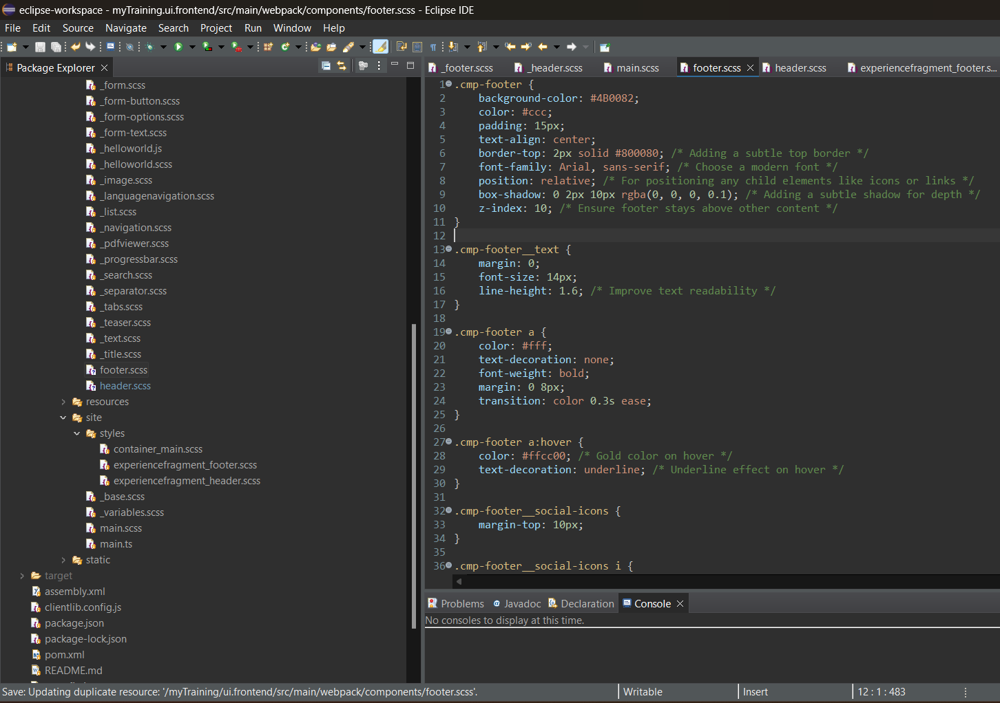 eclipse-workspace - myTraining.ui.frontend/src/main/webpack/components/footer.scss - Eclipse IDE
File Edit Source Navigate Search Project Run Window Help
Package Explorer
_form.scss
_form-button.scss
_form-options.scss
_form-text.scss
_helloworld.js
_helloworld.scss
_image.scss
_languagenavigation.scss
_list.scss
_navigation.scss
_pdfviewer.scss
_progressbar.scss
_search.scss
_separator.scss
_tabs.scss
_teaser.scss
_text.scss
_title.scss
footer.scss
header.scss
resources
site
styles
container_main.scss
experiencefragment_footer.scss
experiencefragment_header.scss
_base.scss
_variables.scss
main.scss
main.ts
static
target
assembly.xml
clientlib.config.js
package.json
package-lock.json
pom.xml
README.md
_footer.scss _header.scss main.scss footer.scss header.scss experiencefragment_footer.s...
1 .cmp-footer {
2 background-color: #4B0082;
3 color: #ccc;
4 padding: 15px;
5 text-align: center;
6 border-top: 2px solid #800080; /* Adding a subtle top border */
7 font-family: Arial, sans-serif; /* Choose a modern font */
8 position: relative; /* For positioning any child elements like icons or links */
9 box-shadow: 0 2px 10px rgba(0, 0, 0, 0.1); /* Adding a subtle shadow for depth */
10 z-index: 10; /* Ensure footer stays above other content */
11 }
12
13 .cmp-footer__text {
14 margin: 0;
15 font-size: 14px;
16 line-height: 1.6; /* Improve text readability */
17 }
18
19 .cmp-footer a {
20 color: #fff;
21 text-decoration: none;
22 font-weight: bold;
23 margin: 0 8px;
24 transition: color 0.3s ease;
25 }
26
27 .cmp-footer a:hover {
28 color: #ffcc00; /* Gold color on hover */
29 text-decoration: underline; /* Underline effect on hover */
30 }
31
32 .cmp-footer__social-icons {
33 margin-top: 10px;
34 }
35
36 .cmp-footer__social-icons i {
Problems Javadoc Declaration Console
No consoles to display at this time.
Save: Updating duplicate resource: '/myTraining/ui.frontend/src/main/webpack/components/footer.scss'. Writable Insert 12 : 1 : 483